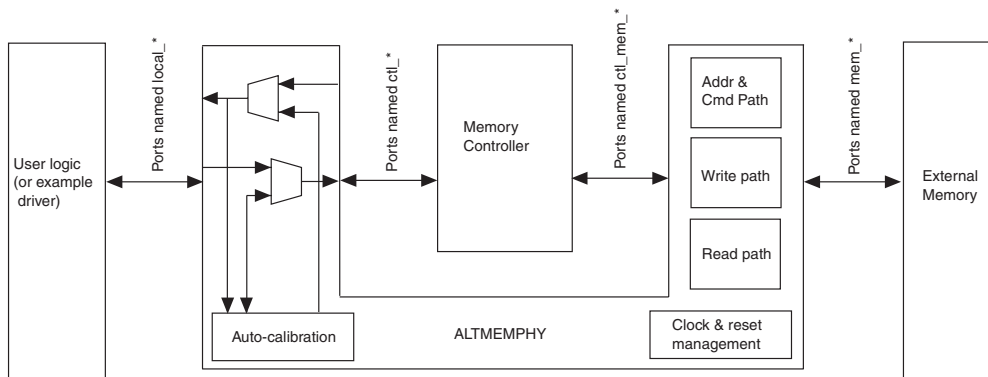 User logic
(or example
driver)
Ports named local_*
Auto-calibration
Ports named ctl_*
Memory
Controller
Ports named ctl_mem_*
ALTMEMPHY
Addr &
Cmd Path
Write path
Read path
Clock & reset
management
Ports named mem_*
External
Memory